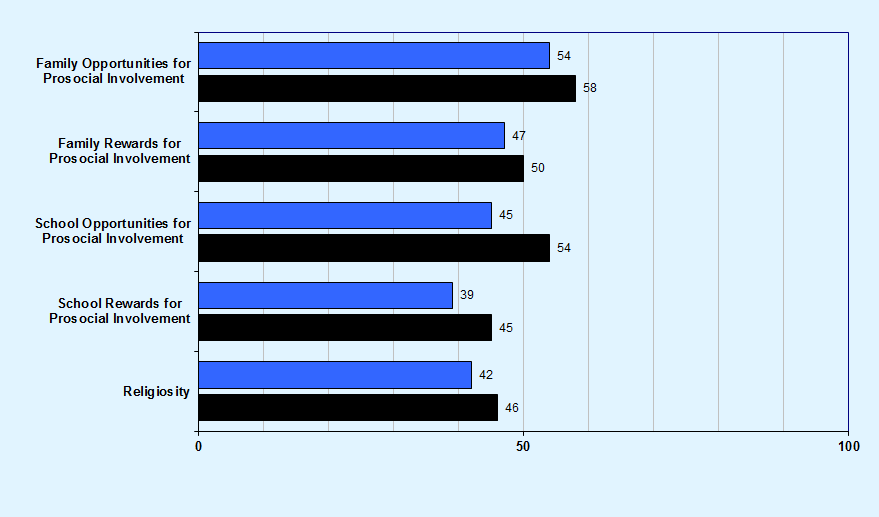 Family Opportunities for
Prosocial Involvement
54
58
Family Rewards for
Prosocial Involvement
47
50
School Opportunities for
Prosocial Involvement
45
54
School Rewards for
Prosocial Involvement
39
45
Religiosity
42
46
0 50 100